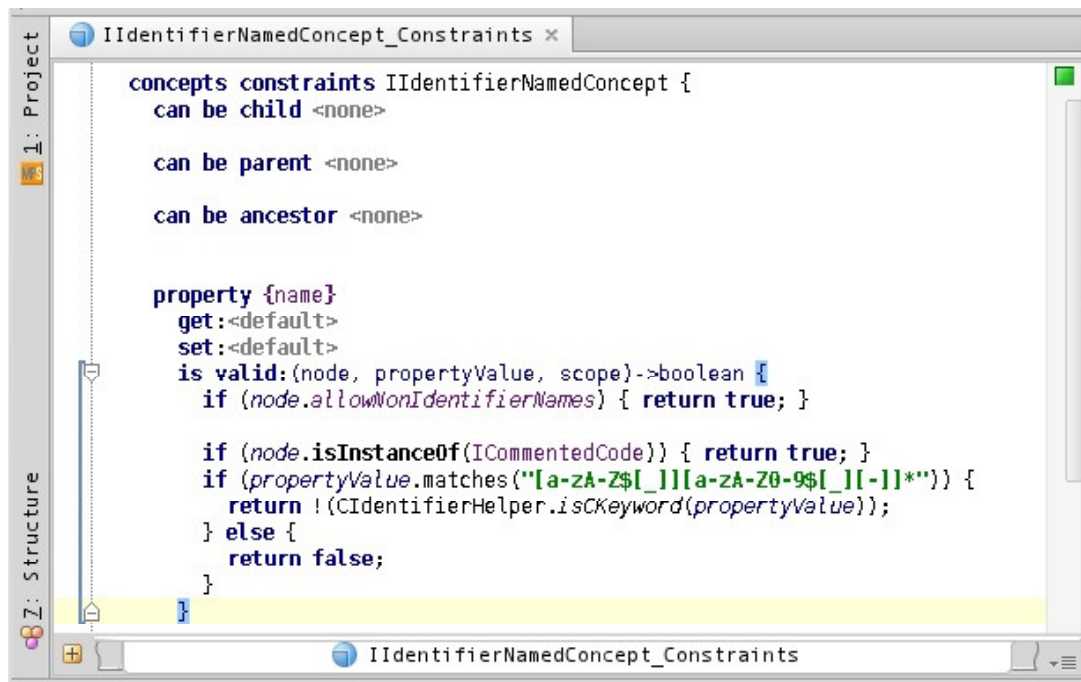 IIdentifierNamedConcept_Constraints ×
1: Project
MPS
concepts constraints IIdentifierNamedConcept {
can be child <none>
can be parent <none>
can be ancestor <none>
property {name}
get:<default>
set:<default>
is valid:(node, propertyValue, scope)->boolean {
if (node.allowNonIdentifierNames) { return true; }
if (node.isInstanceOf(ICommentedCode)) { return true; }
if (propertyValue.matches("[a-zA-Z$[_]][a-zA-Z0-9$[_][-]]*")) {
return !(CIdentifierHelper.isCKeyword(propertyValue));
} else {
return false;
}
}
7: Structure
IIdentifierNamedConcept_Constraints